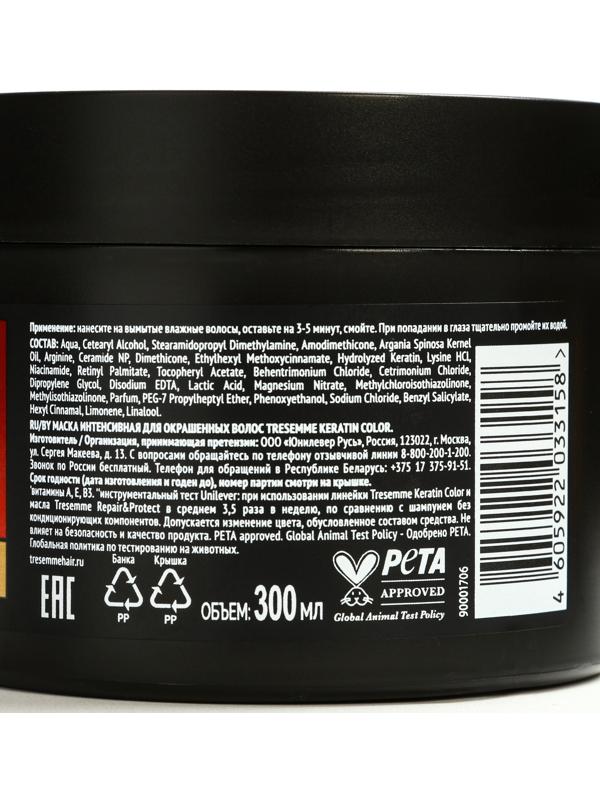 Применение: нанесите на вымытые влажные волосы, оставьте на 3-5 минут, смойте. При попадании в глаза тщательно промойте их водой.
СОСТАВ: Aqua, Cetearyl Alcohol, Stearamidopropyl Dimethylamine, Amodimethicone, Argania Spinosa Kernel
Oil, Arginine, Ceramide NP, Dimethicone, Ethylhexyl Methoxycinnamate, Hydrolyzed Keratin, Lysine HCl,
Niacinamide, Retinyl Palmitate, Tocopheryl Acetate, Behentrimonium Chloride, Cetrimonium Chloride,
Dipropylene Glycol, Disodium EDTA, Lactic Acid, Magnesium Nitrate, Methylchloroisothiazolinone,
Methylisothiazolinone, Parfum, PEG-7 Propylheptyl Ether, Phenoxyethanol, Sodium Chloride, Benzyl Salicylate,
Hexyl Cinnamal, Limonene, Linalool.
RU/BY МАСКА ИНТЕНСИВНАЯ ДЛЯ ОКРАШЕННЫХ ВОЛОС TRESEMME KERATIN COLOR.
Изготовитель / Организация, принимающая претензии: ООО «Юнилевер Русь», Россия, 123022, г. Москва,
ул. Сергея Макеева, д. 13. С вопросами обращайтесь по телефону отзывчивой линии 8-800-200-1-200.
Звонок по России бесплатный. Телефон для обращений в Республике Беларусь: +375 17 375-91-51.
Срок годности (дата изготовления и годен до), номер партии смотри на крышке.
'витамины A, E, B3. "инструментальный тест Unilever: при использовании линейки Tresemme Keratin Color и
масла Tresemme Repair&Protect в среднем 3,5 раза в неделю, по сравнению с шампунем без
кондиционирующих компонентов. Допускается изменение цвета, обусловленное составом средства. Не
влияет на безопасность и качество продукта. PETA approved. Global Animal Test Policy - Одобрено PETA.
Глобальная политика по тестированию на животных.
tresemmehair.ru
Банка Крышка
EAC
PP PP
ОБЪЕМ: 300 МЛ
PETA
APPROVED
Global Animal Test Policy
90001706
4 605922 033158 >